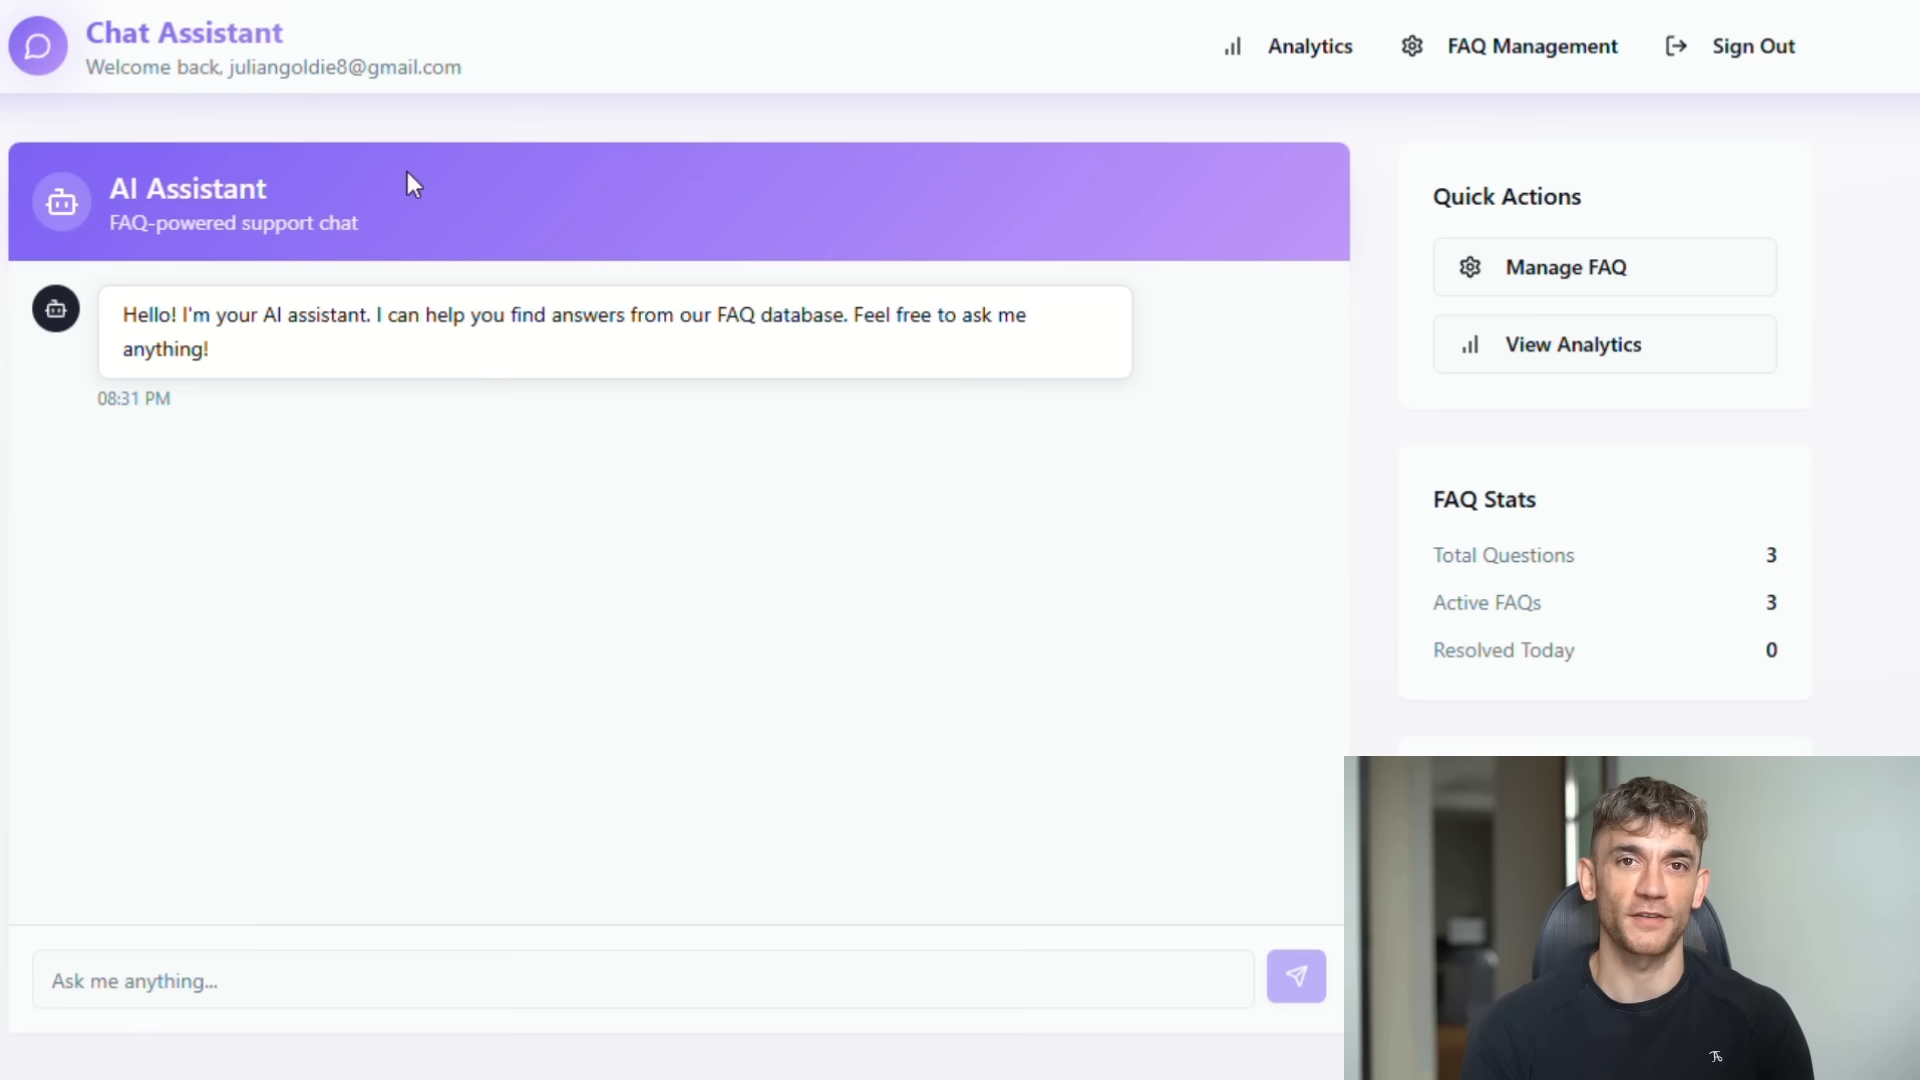 Chat Assistant
Welcome back, juliangoldie8@gmail.com
Analytics
FAQ Management
Sign Out
AI Assistant
FAQ-powered support chat
Hello! I'm your AI assistant. I can help you find answers from our FAQ database. Feel free to ask me
anything!
08:31 PM
Ask me anything...
Quick Actions
Manage FAQ
View Analytics
FAQ Stats
Total Questions 3
Active FAQs 3
Resolved Today 0